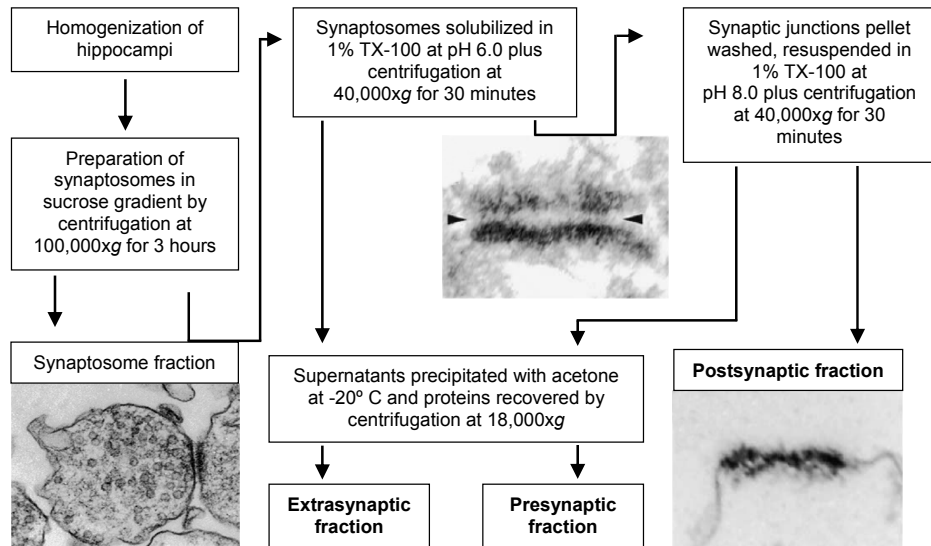 Homogenization of
hippocampi
Preparation of
synaptosomes in
sucrose gradient by
centrifugation at
100,000xg for 3 hours
Synaptosome fraction
Synaptosomes solubilized in
1% TX-100 at pH 6.0 plus
centrifugation at
40,000xg for 30 minutes
Synaptic junctions pellet
washed, resuspended in
1% TX-100 at
pH 8.0 plus centrifugation
at 40,000xg for 30
minutes
Supernatants precipitated with acetone
at -20º C and proteins recovered by
centrifugation at 18,000xg
Extrasynaptic
fraction
Presynaptic
fraction
Postsynaptic fraction